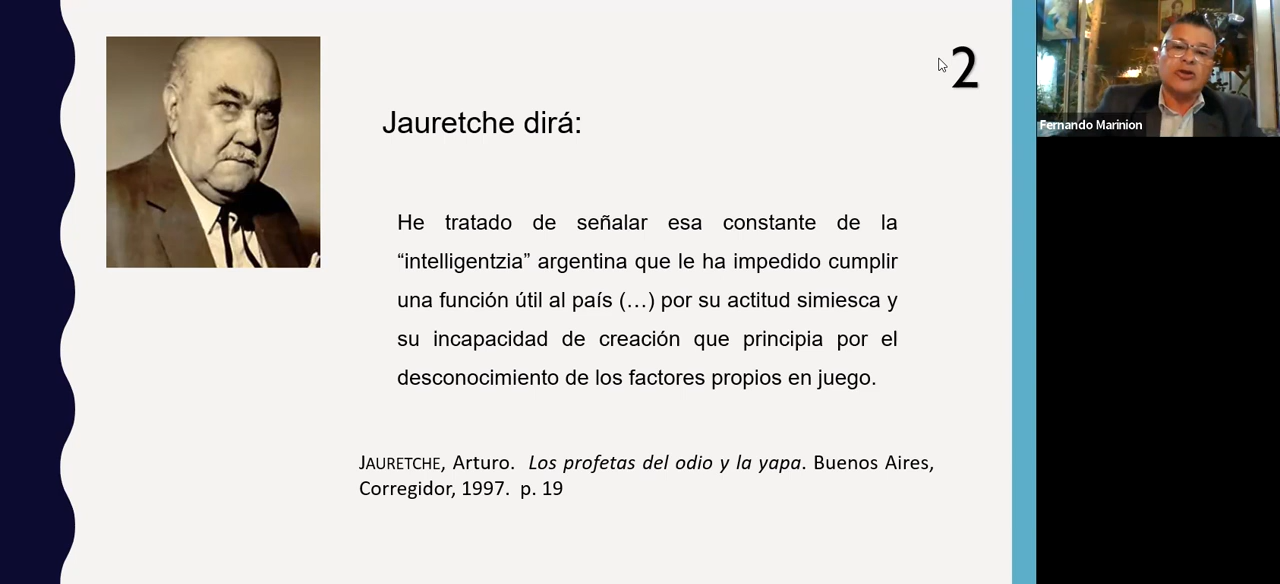 2
Jauretche dirá:
He tratado de señalar esa constante de la
“intelligentzia” argentina que le ha impedido cumplir
una función útil al país (…) por su actitud simiesca y
su incapacidad de creación que principia por el
desconocimiento de los factores propios en juego.
JAURETCHE, Arturo. Los profetas del odio y la yapa. Buenos Aires,
Corregidor, 1997. p. 19
Fernando Marinion